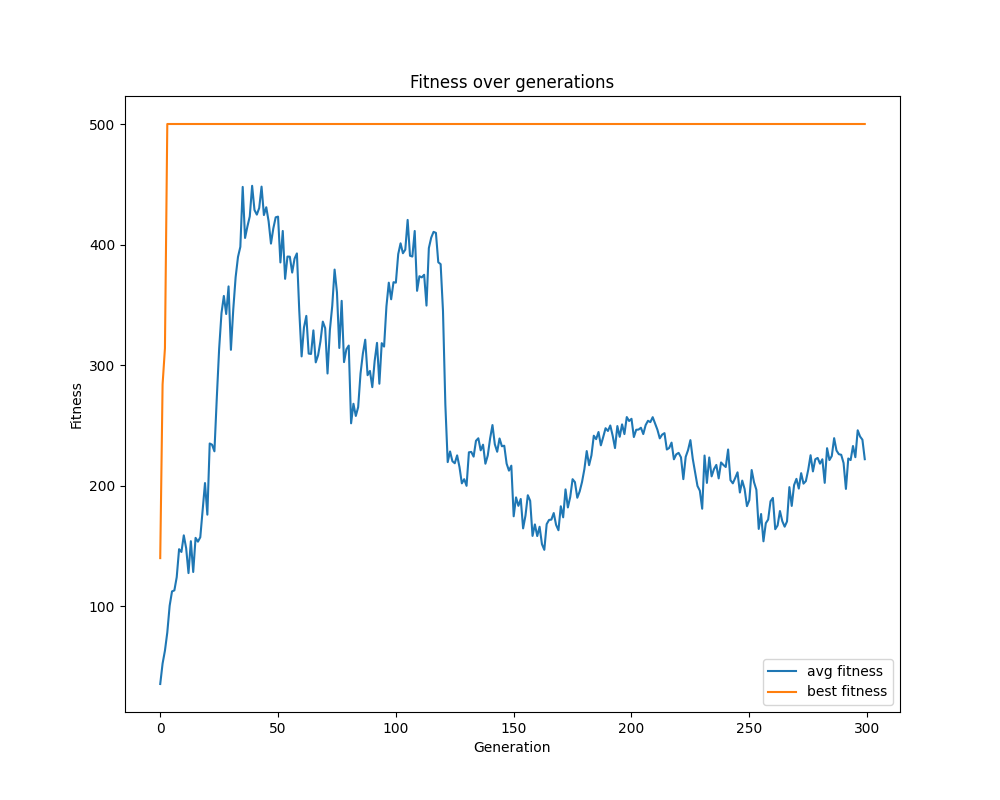 Fitness over generations
500
400
300
200
100
Fitness
0 50 100 150 200 250 300
Generation
avg fitness
best fitness